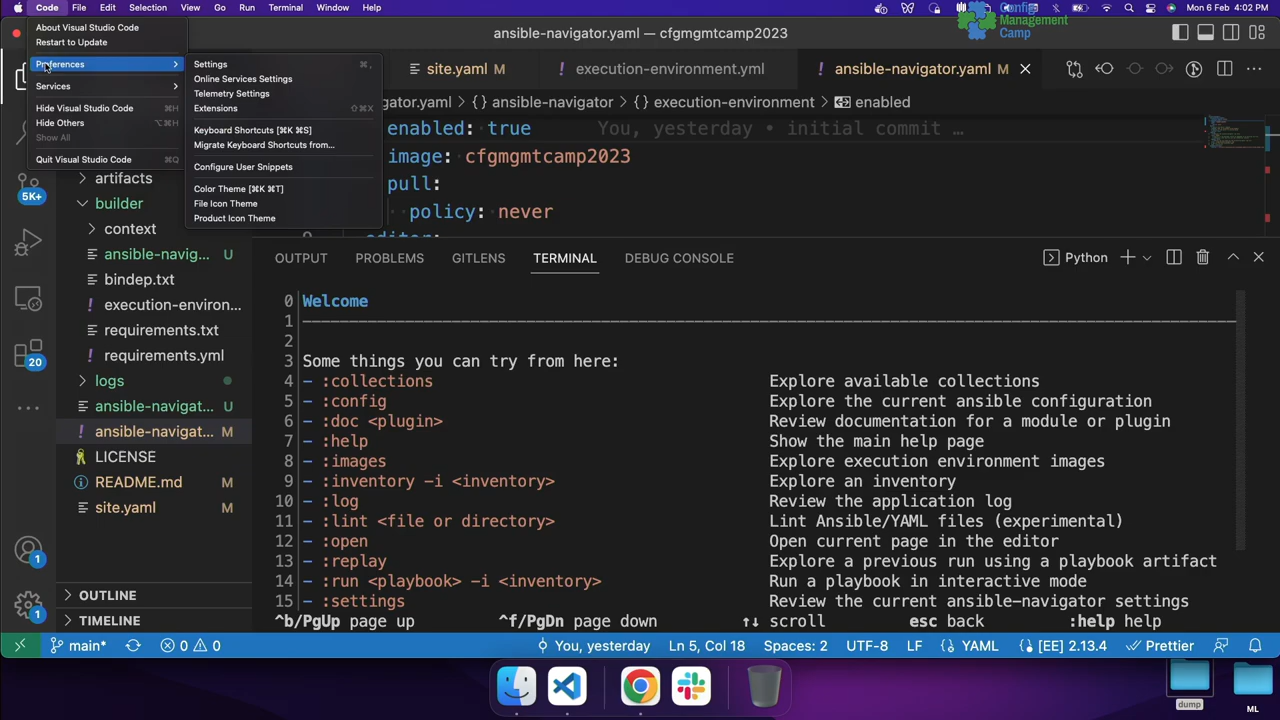 Code File Edit Selection View Go Run Terminal Window Help
Mon 6 Feb 4:02 PM
Config
Management
Camp
ansible-navigator.yaml — cfgmgmtcamp2023
About Visual Studio Code
Restart to Update
Preferences
Services
Hide Visual Studio Code ⌘H
Hide Others ⌥⌘H
Show All
Quit Visual Studio Code ⌘Q
Settings ⌘,
Online Services Settings
Telemetry Settings
Extensions ⇧⌘X
Keyboard Shortcuts [⌘K ⌘S]
Migrate Keyboard Shortcuts from...
Configure User Snippets
Color Theme [⌘K ⌘T]
File Icon Theme
Product Icon Theme
site.yaml M
execution-environment.yml
ansible-navigator.yaml M
gator.yaml > {} ansible-navigator > {} execution-environment > enabled
enabled: true You, yesterday • initial commit …
image: cfgmgmtcamp2023
pull:
policy: never
editor:
5K+
20
1
1
artifacts
builder
context
ansible-navig... U
bindep.txt
! execution-environ...
requirements.txt
! requirements.yml
logs
ansible-navigat... U
! ansible-navigat... M
LICENSE
README.md M
site.yaml M
OUTLINE
TIMELINE
OUTPUT PROBLEMS GITLENS TERMINAL DEBUG CONSOLE
Python
0 Welcome
1
2
3 Some things you can try from here:
4 - :collections Explore available collections
5 - :config Explore the current ansible configuration
6 - :doc <plugin> Review documentation for a module or plugin
7 - :help Show the main help page
8 - :images Explore execution environment images
9 - :inventory -i <inventory> Explore an inventory
10 - :log Review the application log
11 - :lint <file or directory> Lint Ansible/YAML files (experimental)
12 - :open Open current page in the editor
13 - :replay Explore a previous run using a playbook artifact
14 - :run <playbook> -i <inventory> Run a playbook in interactive mode
15 - :settings Review the current ansible-navigator settings
^b/PgUp page up ^f/PgDn page down ↑↓ scroll esc back :help help
main* 0 0 You, yesterday Ln 5, Col 18 Spaces: 2 UTF-8 LF {} YAML [EE] 2.13.4 Prettier
dump
ML